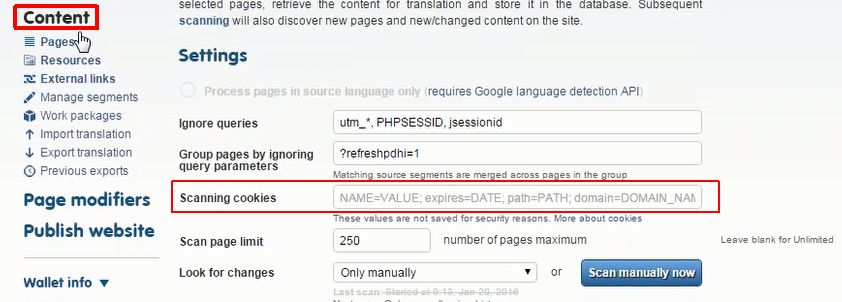 Content
Pages
Resources
External links
Manage segments
Work packages
Import translation
Export translation
Previous exports
Page modifiers
Publish website
Wallet info ▼
selected pages, retrieve the content for translation and store it in the database. Subsequent
scanning will also discover new pages and new/changed content on the site.
Settings
Process pages in source language only (requires Google language detection API)
Ignore queries utm_*, PHPSESSID, jsessionid
Group pages by ignoring
query parameters
?refreshpdhi=1
Matching source segments are merged across pages in the group
Scanning cookies NAME=VALUE; expires=DATE; path=PATH; domain=DOMAIN_NAM
These values are not saved for security reasons. More about cookies
Scan page limit 250 number of pages maximum Leave blank for Unlimited
Look for changes Only manually or Scan manually now
Last scan: Started at 0:13, Jan 20, 2016